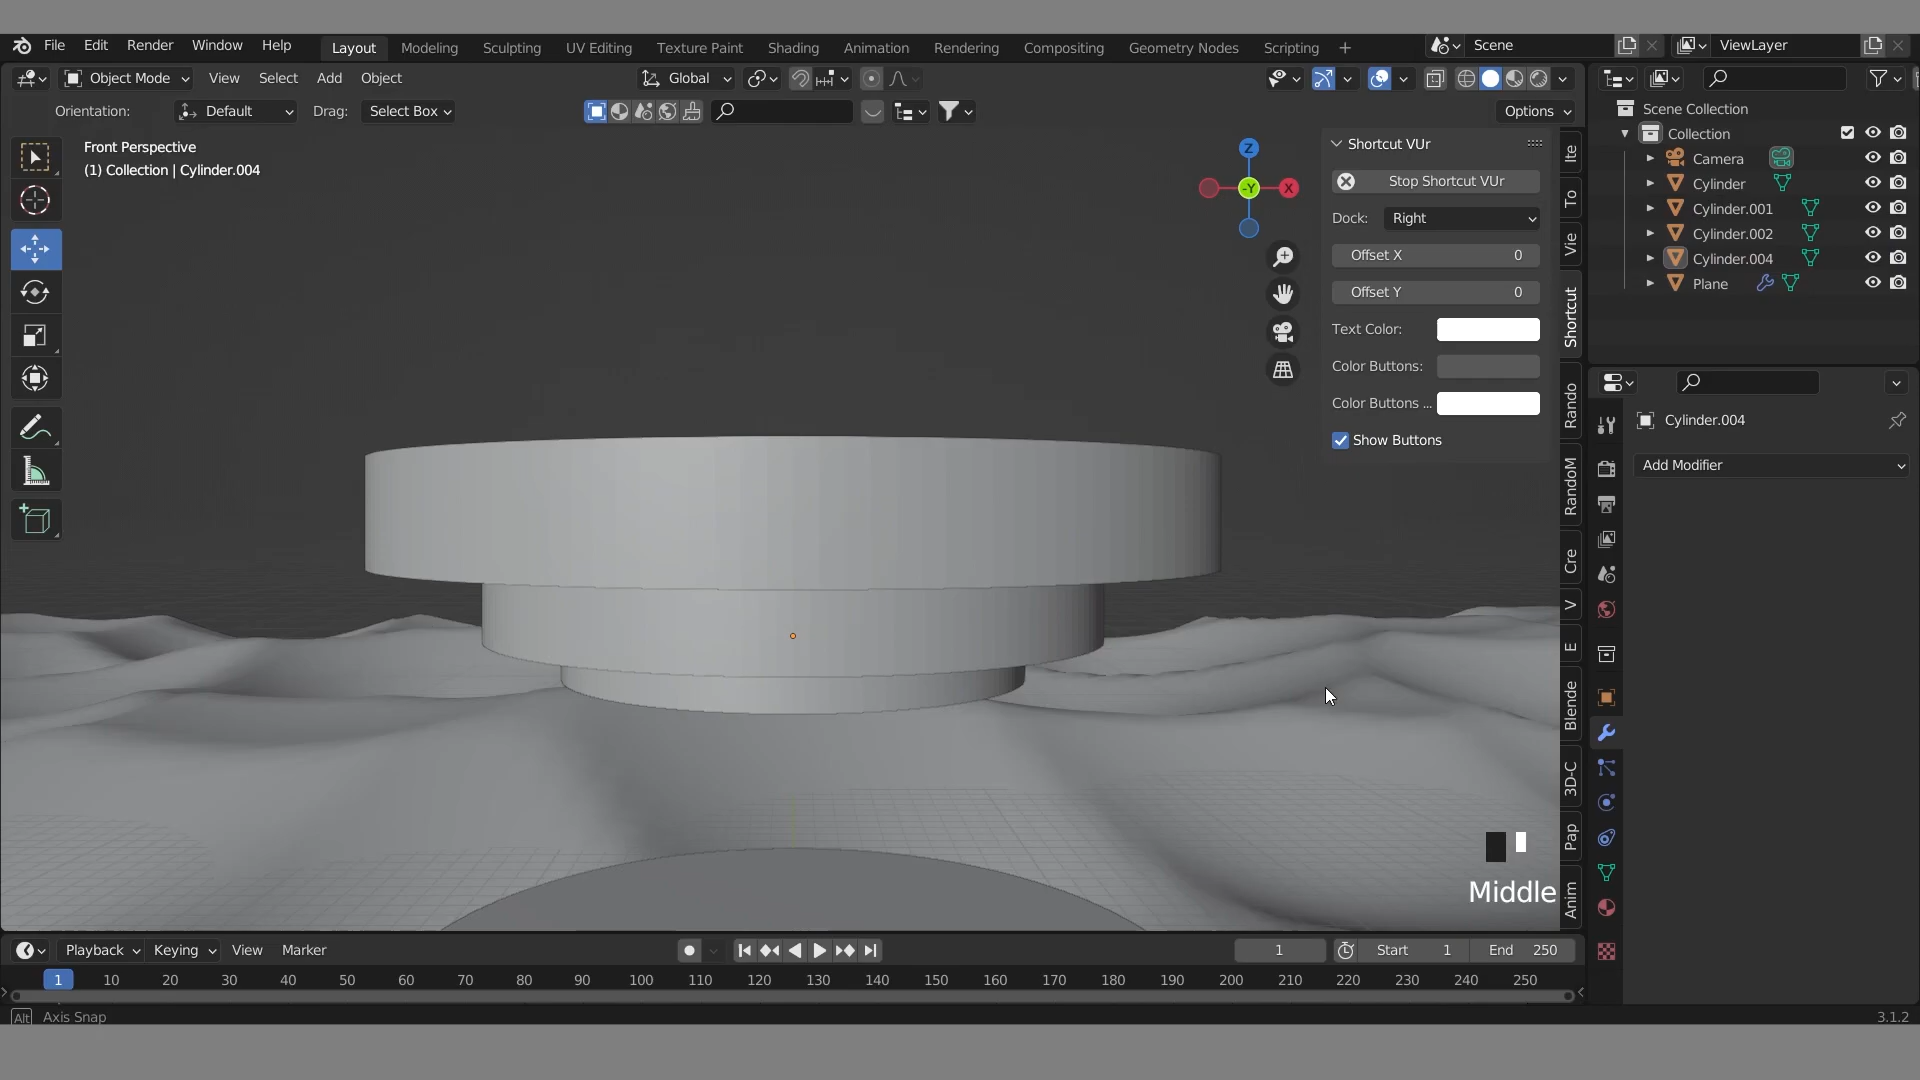 File Edit Render Window Help Layout Modeling Sculpting UV Editing Texture Paint Shading Animation Rendering Compositing Geometry Nodes Scripting + Scene ViewLayer
Object Mode View Select Add Object Global
Orientation: Default Drag: Select Box Options
Front Perspective
(1) Collection | Cylinder.004
Z
-Y
X
Shortcut VUr
Stop Shortcut VUr
Dock: Right
Offset X 0
Offset Y 0
Text Color:
Color Buttons:
Color Buttons ...
Show Buttons
Ite
To
Vie
Shortcut
Rando
RandoM
Cre
V
E
Blende
3D-C
Pap
Anim
Scene Collection
Collection
Camera
Cylinder
Cylinder.001
Cylinder.002
Cylinder.004
Plane
Cylinder.004
Add Modifier
Middle
Playback Keying View Marker 1 Start 1 End 250
1 10 20 30 40 50 60 70 80 90 100 110 120 130 140 150 160 170 180 190 200 210 220 230 240 250
Alt Axis Snap 3.1.2